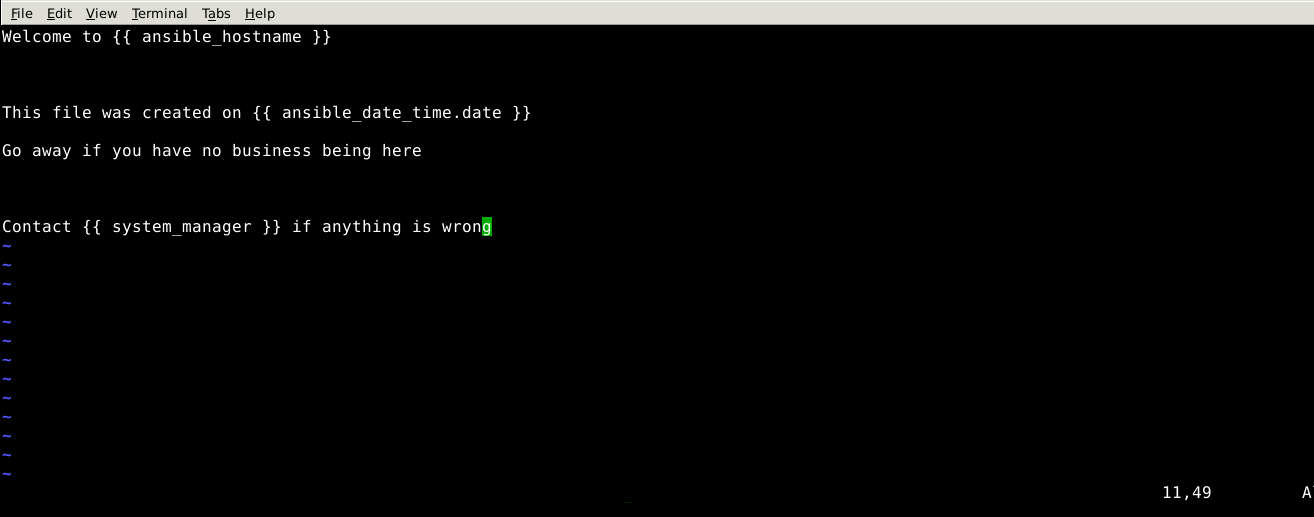 File Edit View Terminal Tabs Help
Welcome to {{ ansible_hostname }}
This file was created on {{ ansible_date_time.date }}
Go away if you have no business being here
Contact {{ system_manager }} if anything is wrong
~
~
~
~
~
~
~
~
~
~
~
~
~
11,49 A